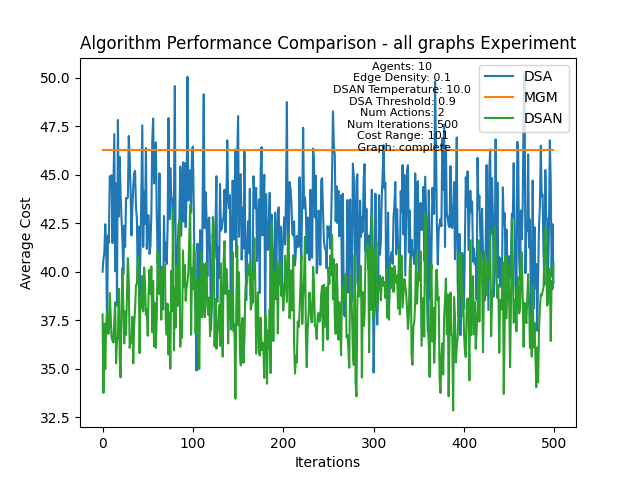 Algorithm Performance Comparison - all graphs Experiment
Agents: 10
Edge Density: 0.1
DSAN Temperature: 10.0
DSA Threshold: 0.9
Num Actions: 2
Num Iterations: 500
Cost Range: 101
Graph: complete
DSA
MGM
DSAN
50.0
47.5
45.0
42.5
40.0
37.5
35.0
32.5
Average Cost
0
100
200
300
400
500
Iterations